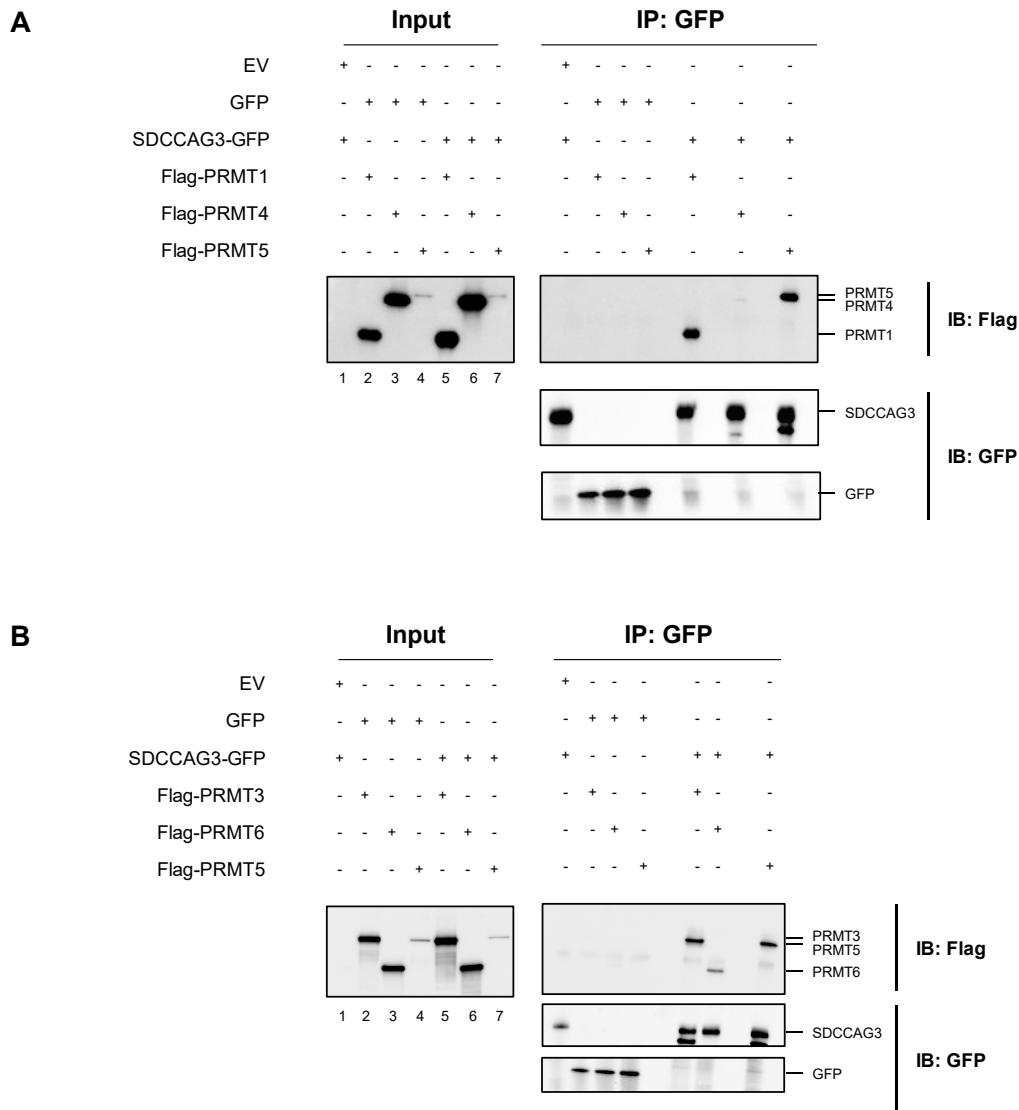 A
Input IP: GFP
EV + - - - - - - + - - - - - -
GFP - + + + - - - - + + + - - -
SDCCAG3-GFP + - - - + + + + - - - + + +
Flag-PRMT1 - + - - + - - - + - - + - -
Flag-PRMT4 - - + - - + - - - + - - + -
Flag-PRMT5 - - - + - - + - - - + - - +
PRMT5
PRMT4
PRMT1
IB: Flag
1 2 3 4 5 6 7
SDCCAG3
IB: GFP
GFP
B
Input IP: GFP
EV + - - - - - - + - - - - - -
GFP - + + + - - - - + + + - - -
SDCCAG3-GFP + - - - + + + + - - - + + +
Flag-PRMT3 - + - - + - - - + - - + - -
Flag-PRMT6 - - + - - + - - - + - - + -
Flag-PRMT5 - - - + - - + - - - + - - +
PRMT3
PRMT5
PRMT6
IB: Flag
1 2 3 4 5 6 7
SDCCAG3
IB: GFP
GFP